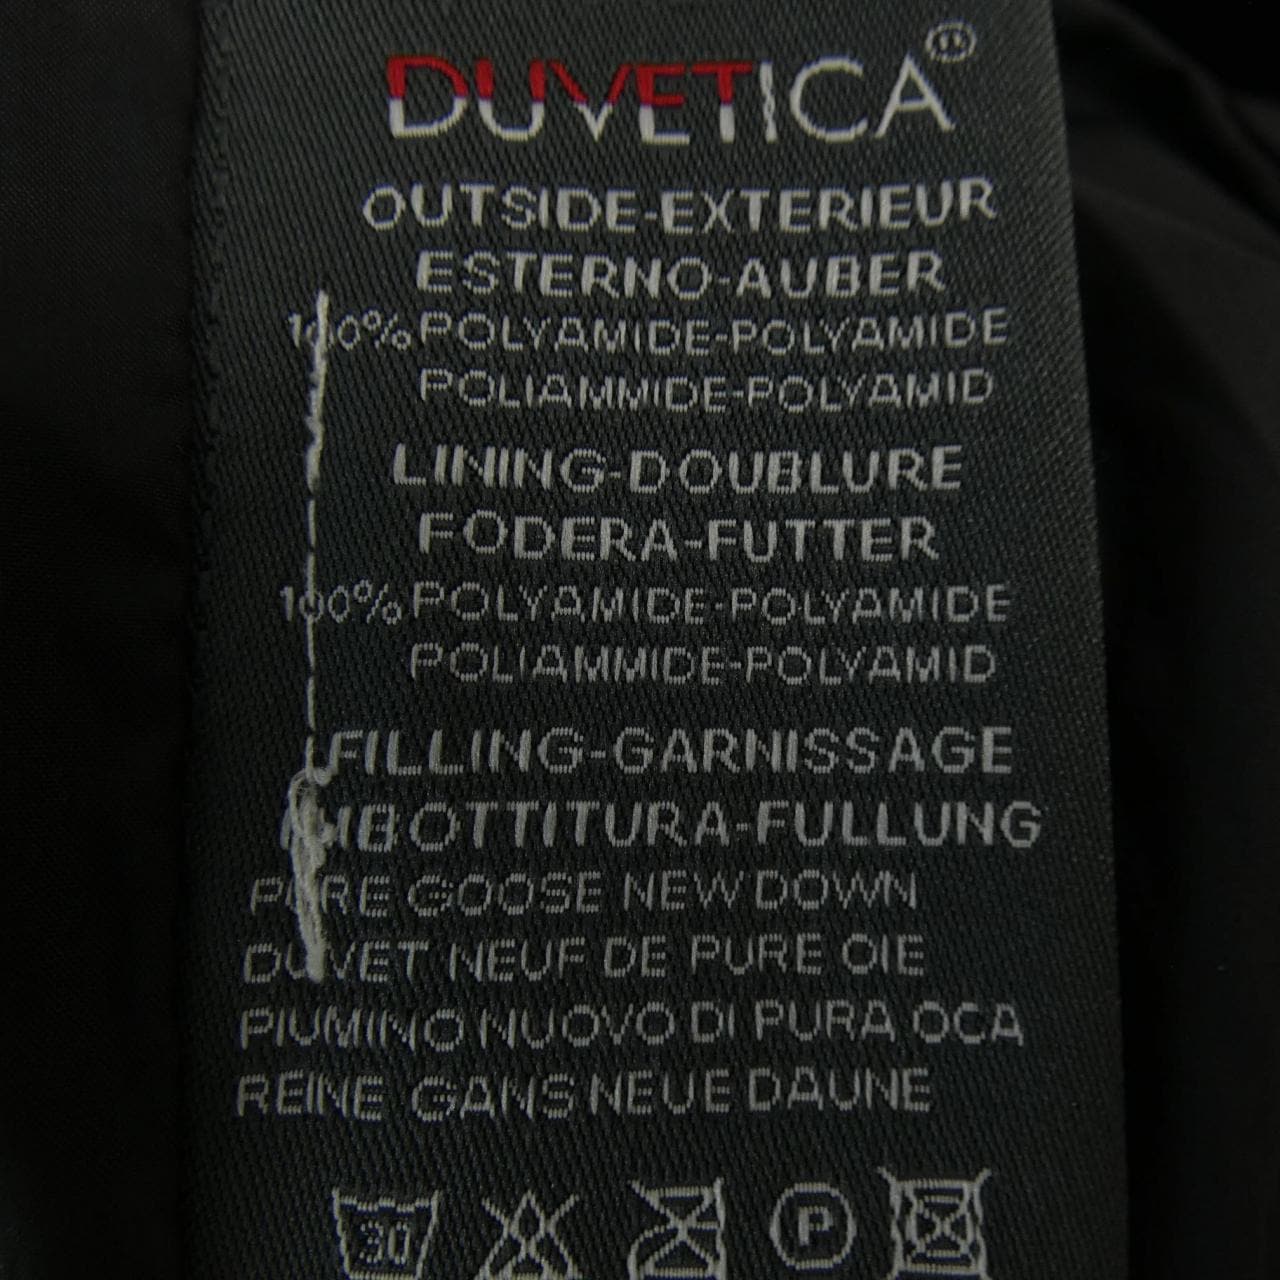 DUVETICA®
OUTSIDE-EXTERIEUR
ESTERNO-AUBER
100% POLYAMIDE-POLYAMIDE
POLIAMMIDE-POLYAMID
LINING-DOUBLURE
FODERA-FUTTER
100% POLYAMIDE-POLYAMIDE
POLIAMMIDE-POLYAMID
FILLING-GARNISSAGE
IMBOTTITURA-FULLUNG
PURE GOOSE NEW DOWN
DUVET NEUF DE PURE OIE
PIUMINO NUOVO DI PURA OCA
REINE GANS NEUE DAUNE
30 P